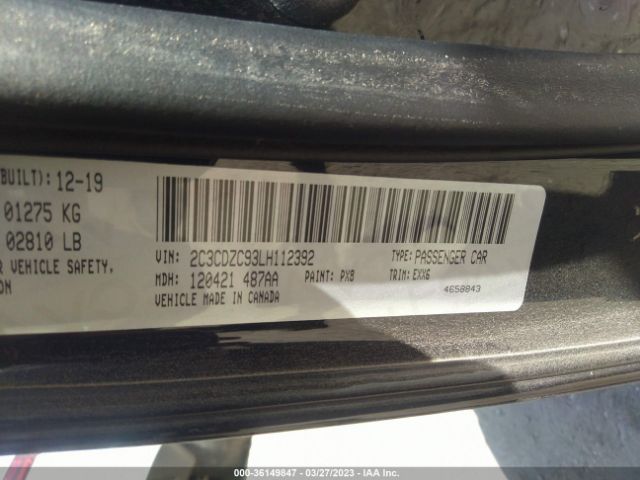 BUILT): 12-19
01275 KG
02810 LB
R VEHICLE SAFETY,
ION
VIN: 2C3CDZC93LH112392
TYPE: PASSENGER CAR
MDH: 120421 487AA
PAINT: PX8
TRIM: EXX6
VEHICLE MADE IN CANADA
4658843
000-36149847 | 03/27/2023 | IAA Inc.